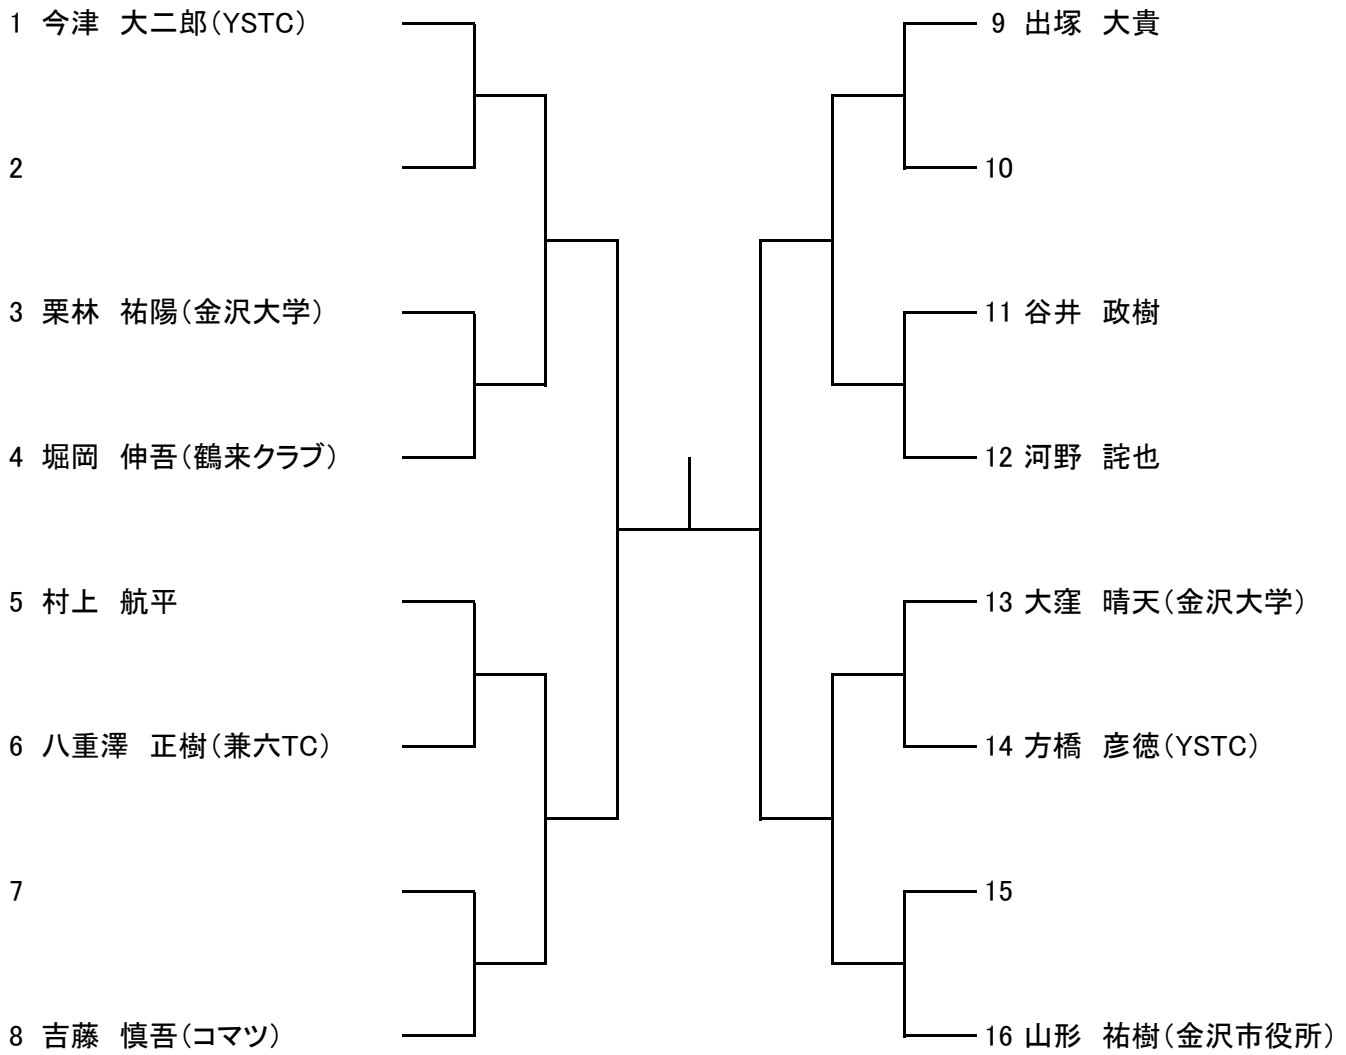 1 今津　大二郎(YSTC)
2
3 栗林　祐陽(金沢大学)
4 堀岡　伸吾(鶴来クラブ)
5 村上　航平
6 八重澤　正樹(兼六TC)
7
8 吉藤　慎吾(コマツ)
9 出塚　大貴
10
11 谷井　政樹
12 河野　詫也
13 大窪　晴天(金沢大学)
14 方橋　彦徳(YSTC)
15
16 山形　祐樹(金沢市役所)